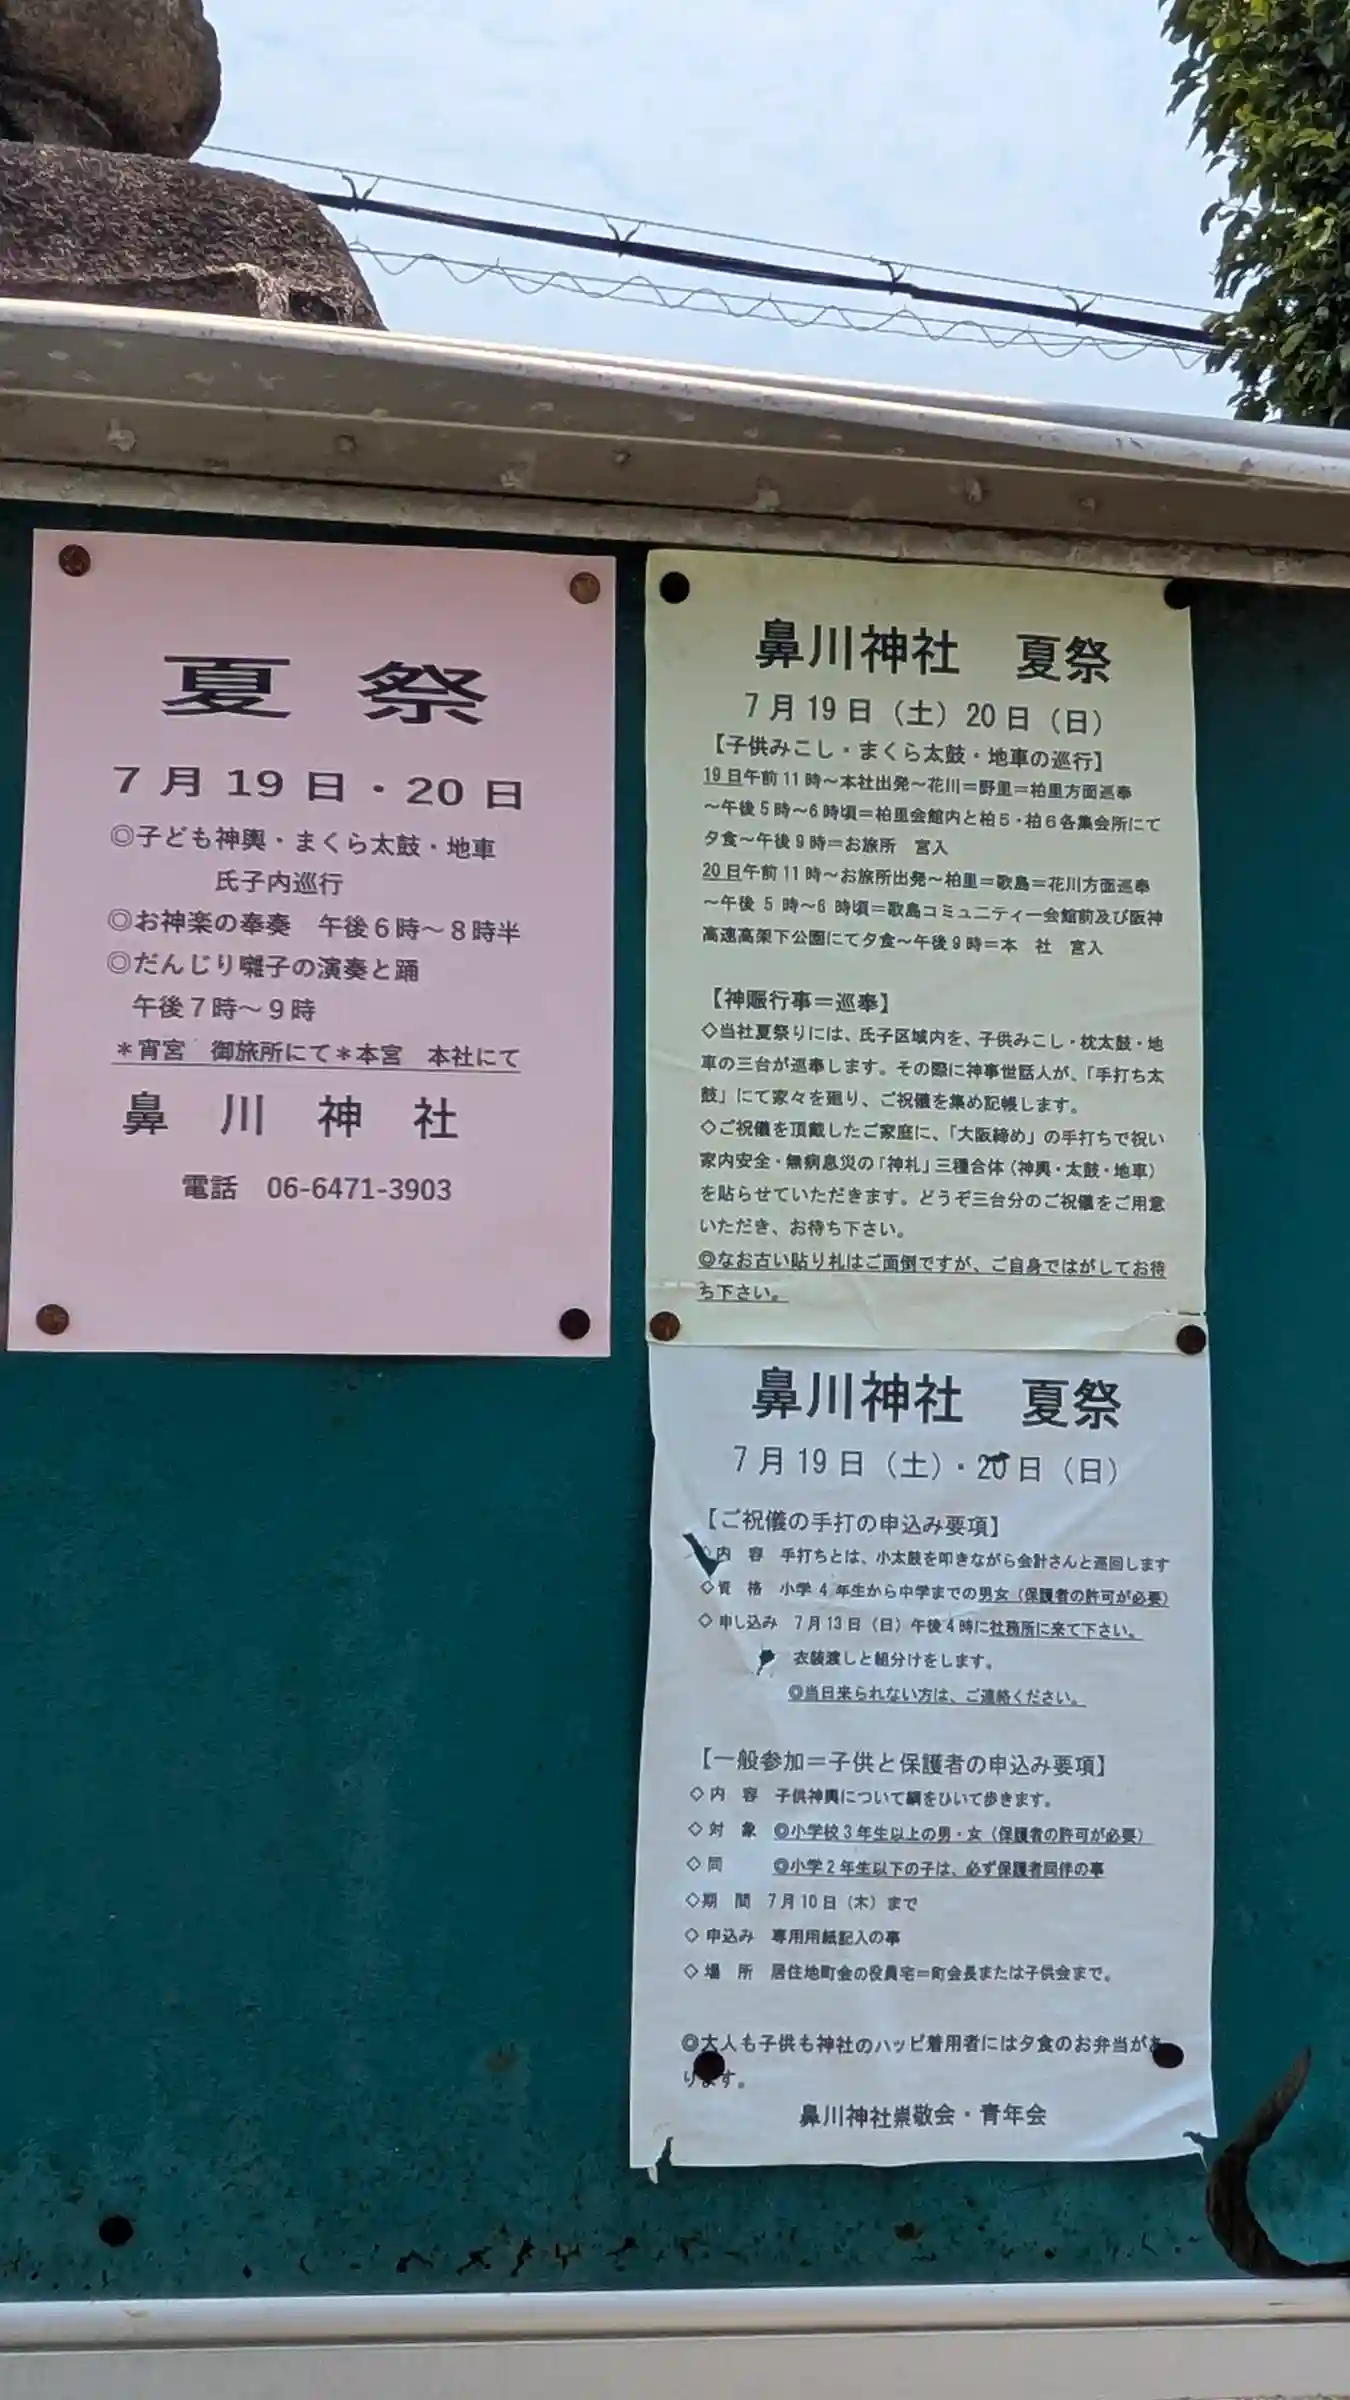 夏祭
7月19日・20日
◎子ども神輿・まくら太鼓・地車
氏子内巡行
◎お神楽の奉奏　午後6時～8時半
◎だんじり囃子の演奏と踊
午後7時～9時
＊宵宮　御旅所にて＊本宮　本社にて
鼻川神社
電話　06-6471-3903
鼻川神社　夏祭
7月19日（土）20日（日）
【子供みこし・まくら太鼓・地車の巡行】
19日午前11時～本社出発～花川＝野里＝柏里方面巡奉
～午後5時～6時頃＝柏里会館内と柏5・柏6各集会所にて
夕食～午後9時＝お旅所　宮入
20日午前11時～お旅所出発～柏里＝歌島＝花川方面巡奉
～午後5時～6時頃＝歌島コミュニティー会館前及び阪神
高速高架下公園にて夕食～午後9時＝本　社　宮入
【神賑行事＝巡奉】
◇当社夏祭りには、氏子区域内を、子供みこし・枕太鼓・地
車の三台が巡奉します。その際に神事世話人が、「手打ち太
鼓」にて家々を廻り、ご祝儀を集め記帳します。
◇ご祝儀を頂戴したご家庭に、「大阪締め」の手打ちで祝い
家内安全・無病息災の「神札」三種合体（神輿・太鼓・地車）
を貼らせていただきます。どうぞ三台分のご祝儀をご用意
いただき、お待ち下さい。
◎なお古い貼り札はご面倒ですが、ご自身ではがしてお待
ち下さい。
鼻川神社　夏祭
7月19日（土）・20日（日）
【ご祝儀の手打の申込み要項】
◇内　容　手打ちとは、小太鼓を叩きながら会計さんと巡回します
◇資　格　小学4年生から中学までの男女（保護者の許可が必要）
◇申し込み　7月13日（日）午後4時に社務所に来て下さい。
衣装渡しと組分けをします。
◎当日来られない方は、ご連絡ください。
【一般参加＝子供と保護者の申込み要項】
◇内　容　子供神輿について綱をひいて歩きます。
◇対　象　◎小学校3年生以上の男・女（保護者の許可が必要）
◇同　　　◎小学2年生以下の子は、必ず保護者同伴の事
◇期　間　7月10日（木）まで
◇申込み　専用用紙記入の事
◇場　所　居住地町会の役員宅＝町会長または子供会まで。
◎大人も子供も神社のハッピ着用者には夕食のお弁当があ
ります。
鼻川神社崇敬会・青年会